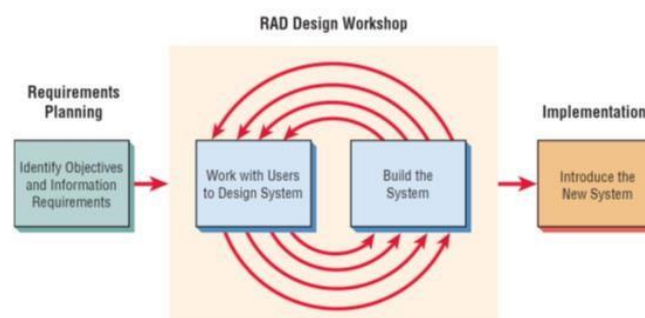 RAD Design Workshop
Requirements
Planning
Identify Objectives
and Information
Requirements
Work with Users
to Design System
Build the
System
Implementation
Introduce the
New System